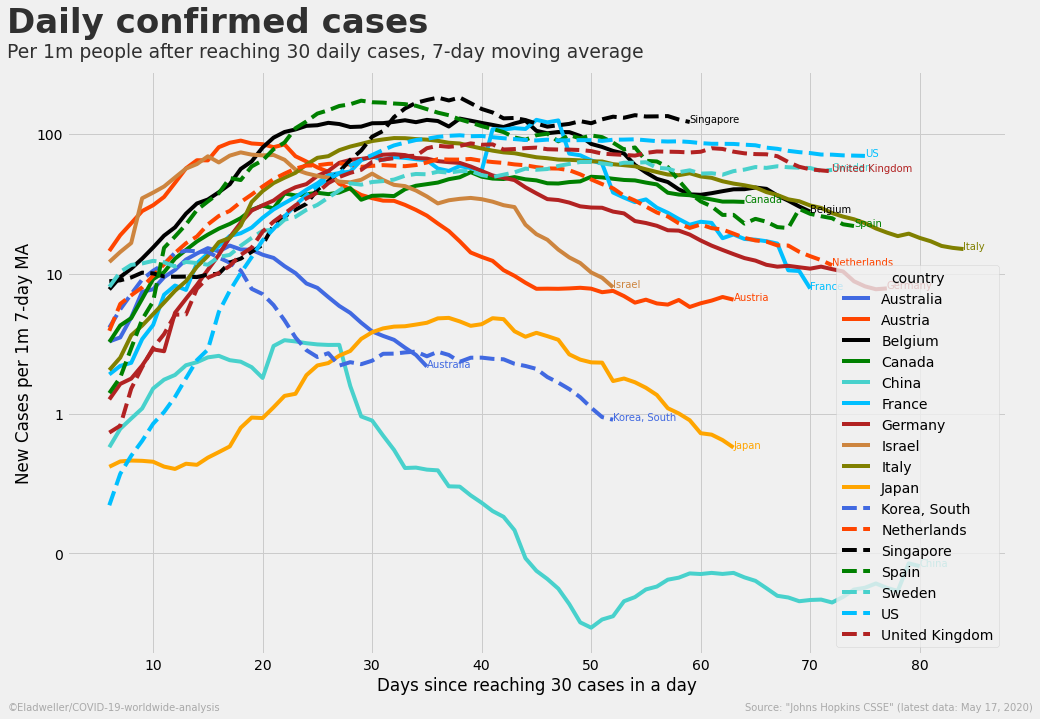 Daily confirmed cases
Per 1m people after reaching 30 daily cases, 7-day moving average
New Cases per 1m 7-day MA
100
10
1
0
Singapore
US
United Kingdom
Canada
Belgium
Spain
Italy
Netherlands
Israel
France
Germany
Austria
Australia
Korea, South
Japan
China
country
Australia
Austria
Belgium
Canada
China
France
Germany
Israel
Italy
Japan
Korea, South
Netherlands
Singapore
Spain
Sweden
US
United Kingdom
10 20 30 40 50 60 70 80
Days since reaching 30 cases in a day
©Eladweller/COVID-19-worldwide-analysis
Source: "Johns Hopkins CSSE" (latest data: May 17, 2020)